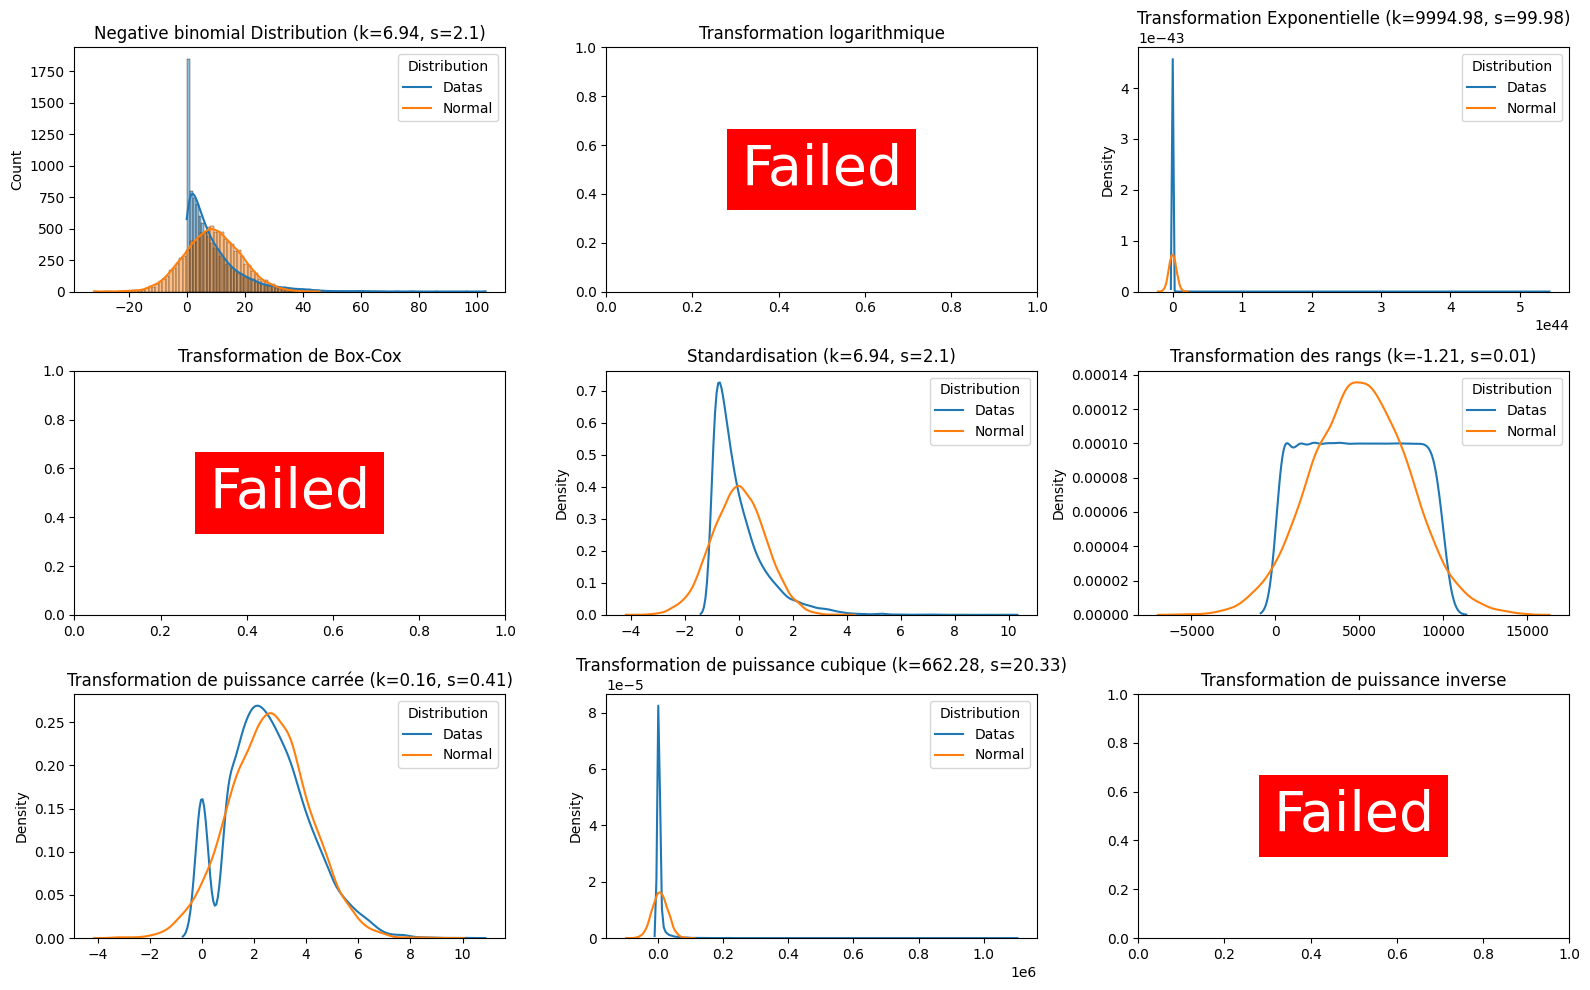 Negative binomial Distribution (k=6.94, s=2.1)
Count
1750
1500
1250
1000
750
500
250
0
−20
0
20
40
60
80
100
Distribution
Datas
Normal
Transformation logarithmique
1.0
0.8
0.6
0.4
0.2
0.0
0.0
0.2
0.4
0.6
0.8
1.0
Failed
Transformation Exponentielle (k=9994.98, s=99.98)
1e−43
Density
4
3
2
1
0
0
1
2
3
4
5
1e44
Distribution
Datas
Normal
Transformation de Box-Cox
1.0
0.8
0.6
0.4
0.2
0.0
0.0
0.2
0.4
0.6
0.8
1.0
Failed
Standardisation (k=6.94, s=2.1)
Density
0.7
0.6
0.5
0.4
0.3
0.2
0.1
0.0
−4
−2
0
2
4
6
8
10
Distribution
Datas
Normal
Transformation des rangs (k=-1.21, s=0.01)
Density
0.00014
0.00012
0.00010
0.00008
0.00006
0.00004
0.00002
0.00000
−5000
0
5000
10000
15000
Distribution
Datas
Normal
Transformation de puissance carrée (k=0.16, s=0.41)
Density
0.25
0.20
0.15
0.10
0.05
0.00
−4
−2
0
2
4
6
8
10
Distribution
Datas
Normal
Transformation de puissance cubique (k=662.28, s=20.33)
1e−5
Density
8
6
4
2
0
0.0
0.2
0.4
0.6
0.8
1.0
1e6
Distribution
Datas
Normal
Transformation de puissance inverse
1.0
0.8
0.6
0.4
0.2
0.0
0.0
0.2
0.4
0.6
0.8
1.0
Failed